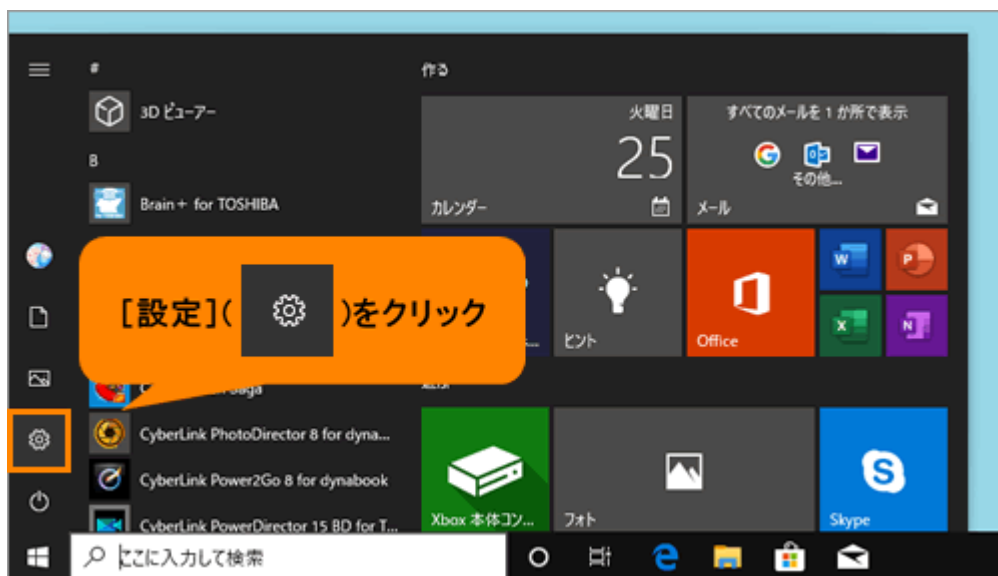 #
3D ビューアー
B
Brain+ for TOSHIBA
[設定]( )をクリック
CyberLink PhotoDirector 8 for dyna...
CyberLink Power2Go 8 for dynabook
CyberLink PowerDirector 15 BD for T...
作る
火曜日
25
カレンダー
すべてのメールを 1 か所で表示
その他...
メール
ヒント
Office
Xbox 本体コン...
フォト
Skype
ここに入力して検索